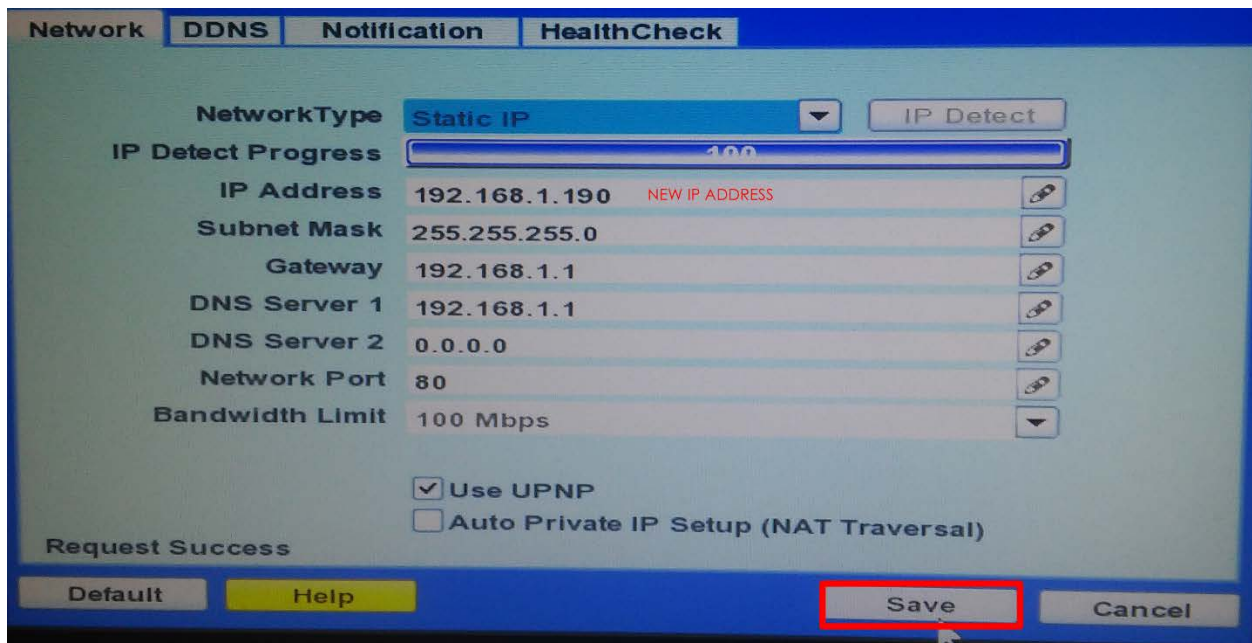 Network DDNS Notification HealthCheck
NetworkType Static IP IP Detect
IP Detect Progress 100
IP Address 192.168.1.190 NEW IP ADDRESS
Subnet Mask 255.255.255.0
Gateway 192.168.1.1
DNS Server 1 192.168.1.1
DNS Server 2 0.0.0.0
Network Port 80
Bandwidth Limit 100 Mbps
Use UPNP
Auto Private IP Setup (NAT Traversal)
Request Success
Default Help Save Cancel